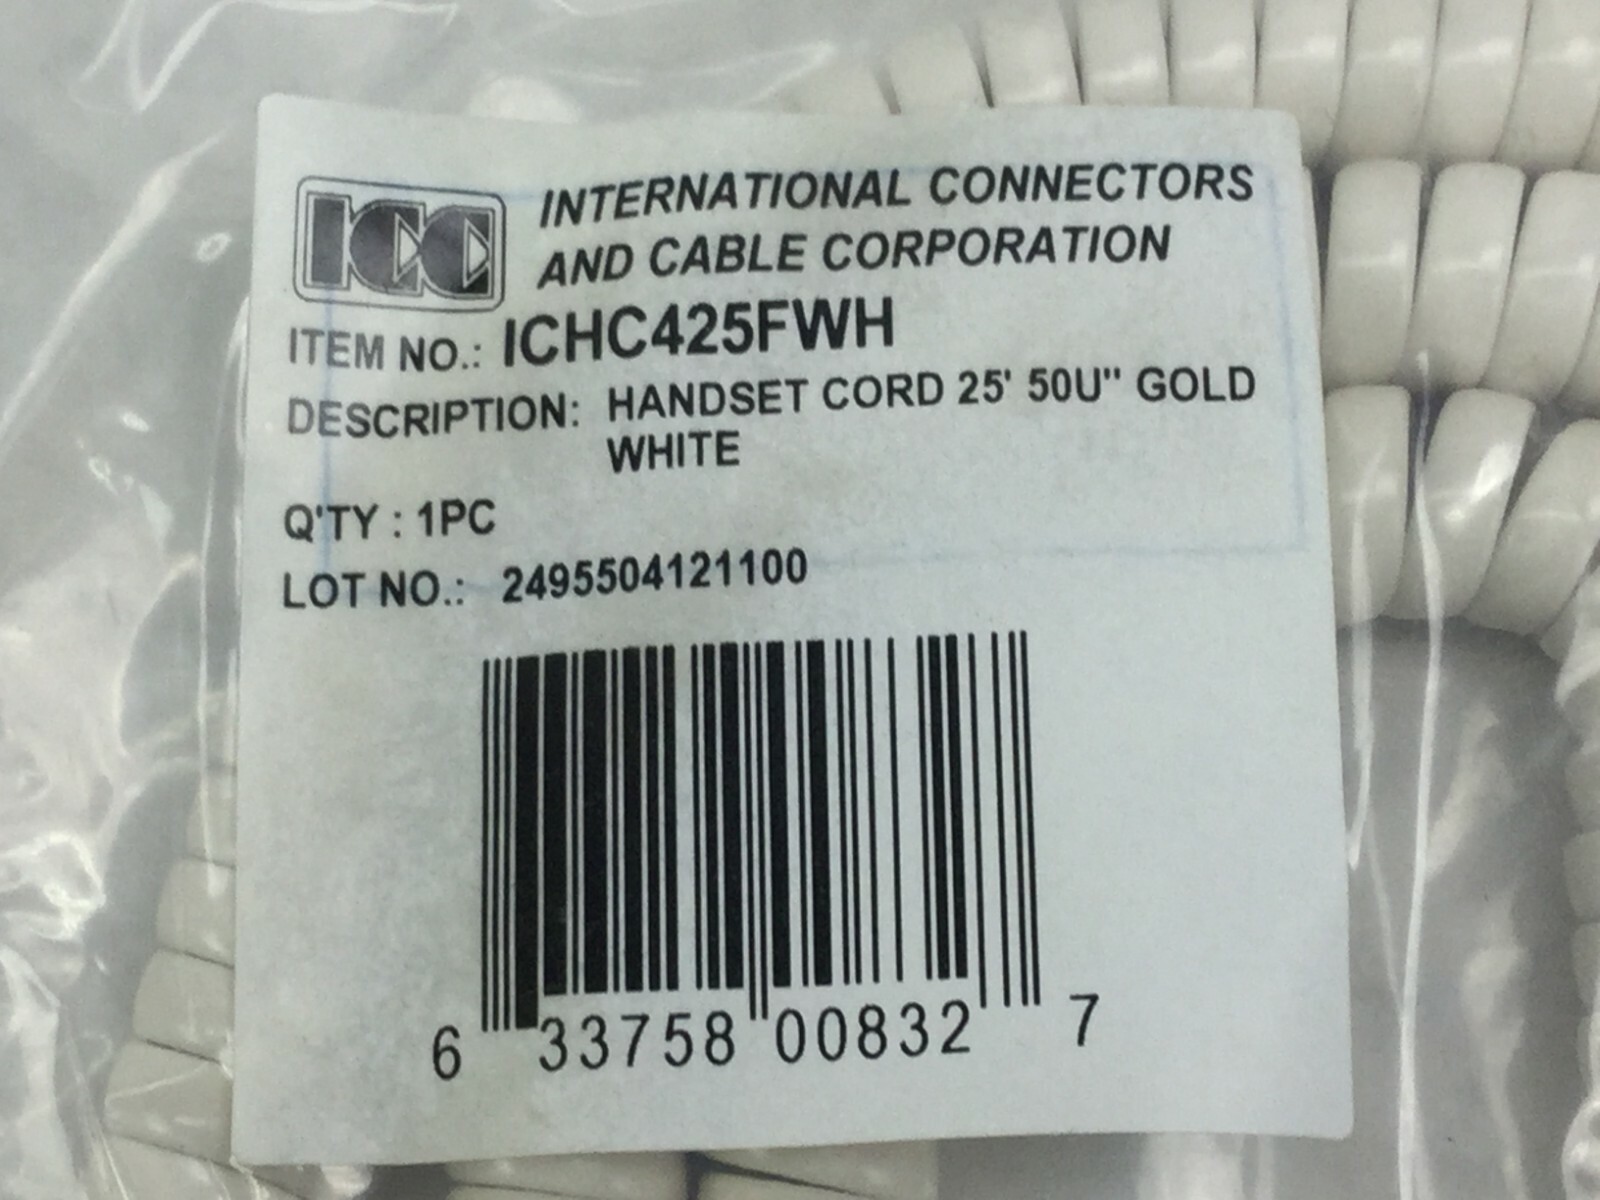 ICC
INTERNATIONAL CONNECTORS
AND CABLE CORPORATION
ITEM NO.: ICHC425FWH
DESCRIPTION: HANDSET CORD 25' 50U" GOLD
WHITE
Q'TY : 1PC
LOT NO.: 2495504121100
6 33758 00832 7